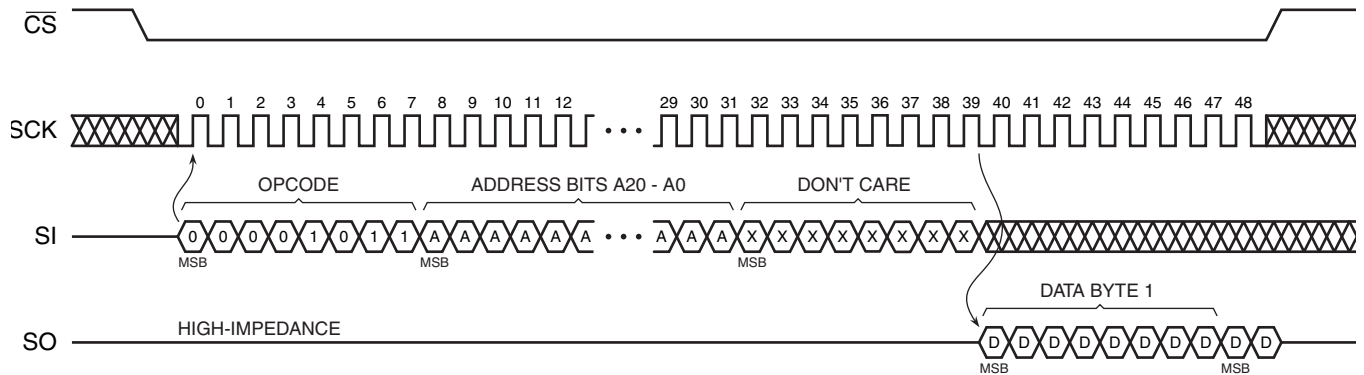 CS
0 1 2 3 4 5 6 7 8 9 10 11 12 29 30 31 32 33 34 35 36 37 38 39 40 41 42 43 44 45 46 47 48
SCK
OPCODE ADDRESS BITS A20 - A0 DON'T CARE
SI 0 0 0 0 1 0 1 1 A A A A A A A A A X X X X X X X X
MSB MSB MSB
DATA BYTE 1
HIGH-IMPEDANCE
SO D D D D D D D D D D
MSB MSB